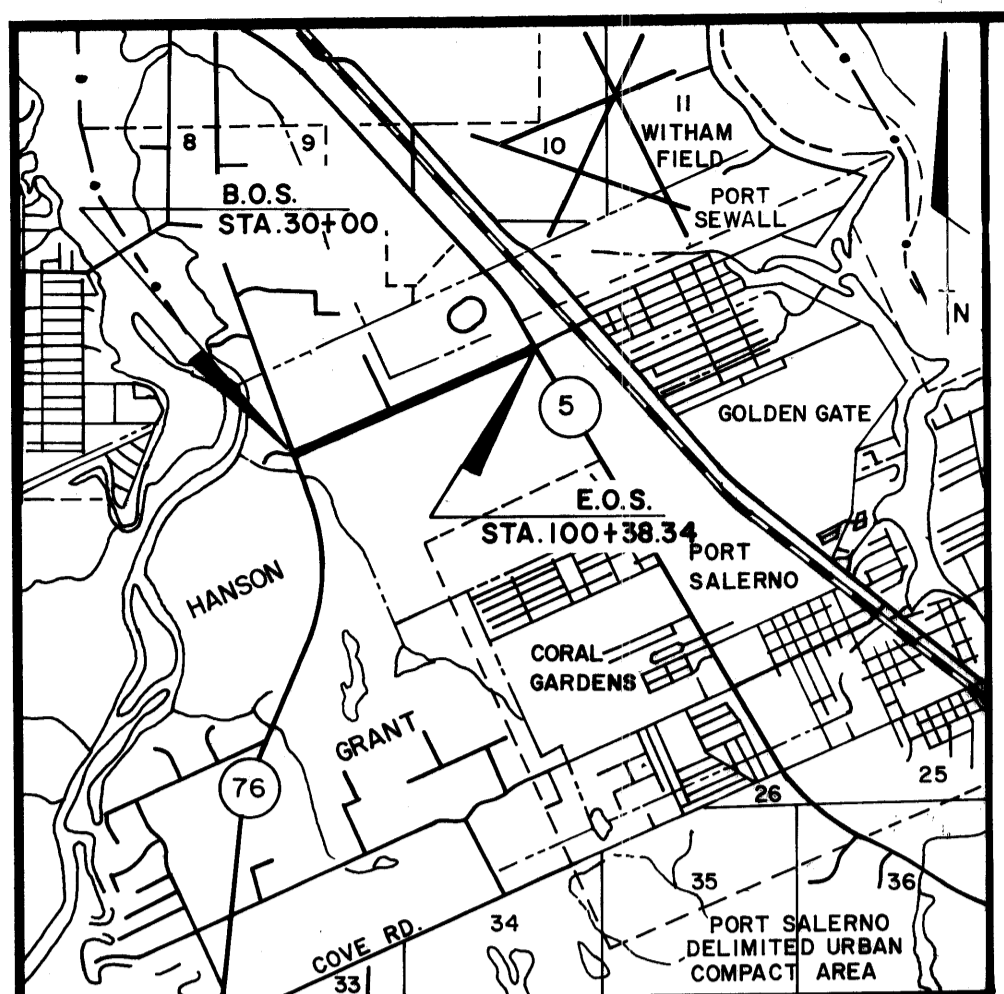 8
9
10
11
WITHAM
FIELD
B.O.S.
STA.30+00
PORT
SEWALL
N
5
GOLDEN GATE
E.O.S.
STA.100+38.34
PORT
SALERNO
HANSON
CORAL
GARDENS
GRANT
76
25
26
35
36
34
COVE RD.
33
PORT SALERNO
DELIMITED URBAN
COMPACT AREA